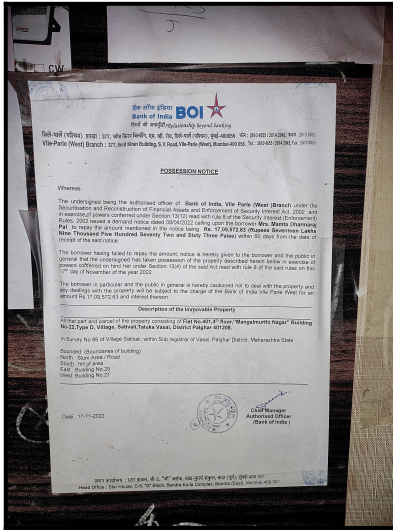 CW
बैंक ऑफ इंडिया
Bank of India
BOI
Relationship beyond banking
Vile-Parle (West) Branch : 377, Smit Kiran Building, S. V. Road, Vile-Parle (West), Mumbai-400056.
POSSESSION NOTICE
Whereas
The undersigned being the authorised officer of Bank of India, Vile Parle (West (Branch under the
Securitisation and Reconstruction of Financial Assets and Enforcement of Security Interest Act, 2002 and
in exercise of powers conferred under Section 13(12) read with rule 8 of the Security Interest (Enforcement)
Rules, 2002 issued a demand notice dated 08/04/2022 calling upon the borrower Mrs. Mamta Dharmaraj
Pal to repay the amount mentioned in the notice being Rs. 17,09,572.63 (Rupees Seventeen Lakhs
Nine Thousand Five Hundred Seventy Two and Sixty Three Paise) within 60 days from the date of
receipt of the said notice.
The borrower having failed to repay the amount, notice is hereby given to the borrower and the public
in general that the undersigned has taken possession of the property described herein below in exercise of
powers conferred on him/ her under Section 13(4) of the said Act read with rule 8 of the said rules on this
17th day of November of the year 2022.
The borrower in particular and the public in general is hereby cautioned not to deal with the property and
any dealings with the property will be subject to the charge of the Bank of India Vile Parle West for an
amount Rs.17,09,572.63 and interest thereon.
Description of the Immovable Property
All that part and parcel of the property consisting of Flat No.401,4th floor,"Mangalmurthi Nagar" Building
No-22,Type D, Village, Sativali,Taluka Vasai, District Palghar 401208.
In Survey No 99 of Village Sativali, within Sub registrar of Vasai, Palghar District, Maharashtra State
Bounded: (Boundaries of building)
North : Slum Area / Road
South : hill of area
East : Building No.29
West: Building No.21
Date : 17-11-2022
Chief Manager
Authorised Officer
(Bank of India )
Head Office : Star House, C-5, "G" Block, Bandra Kurla Complex, Bandra (East), Mumbai-400 051.